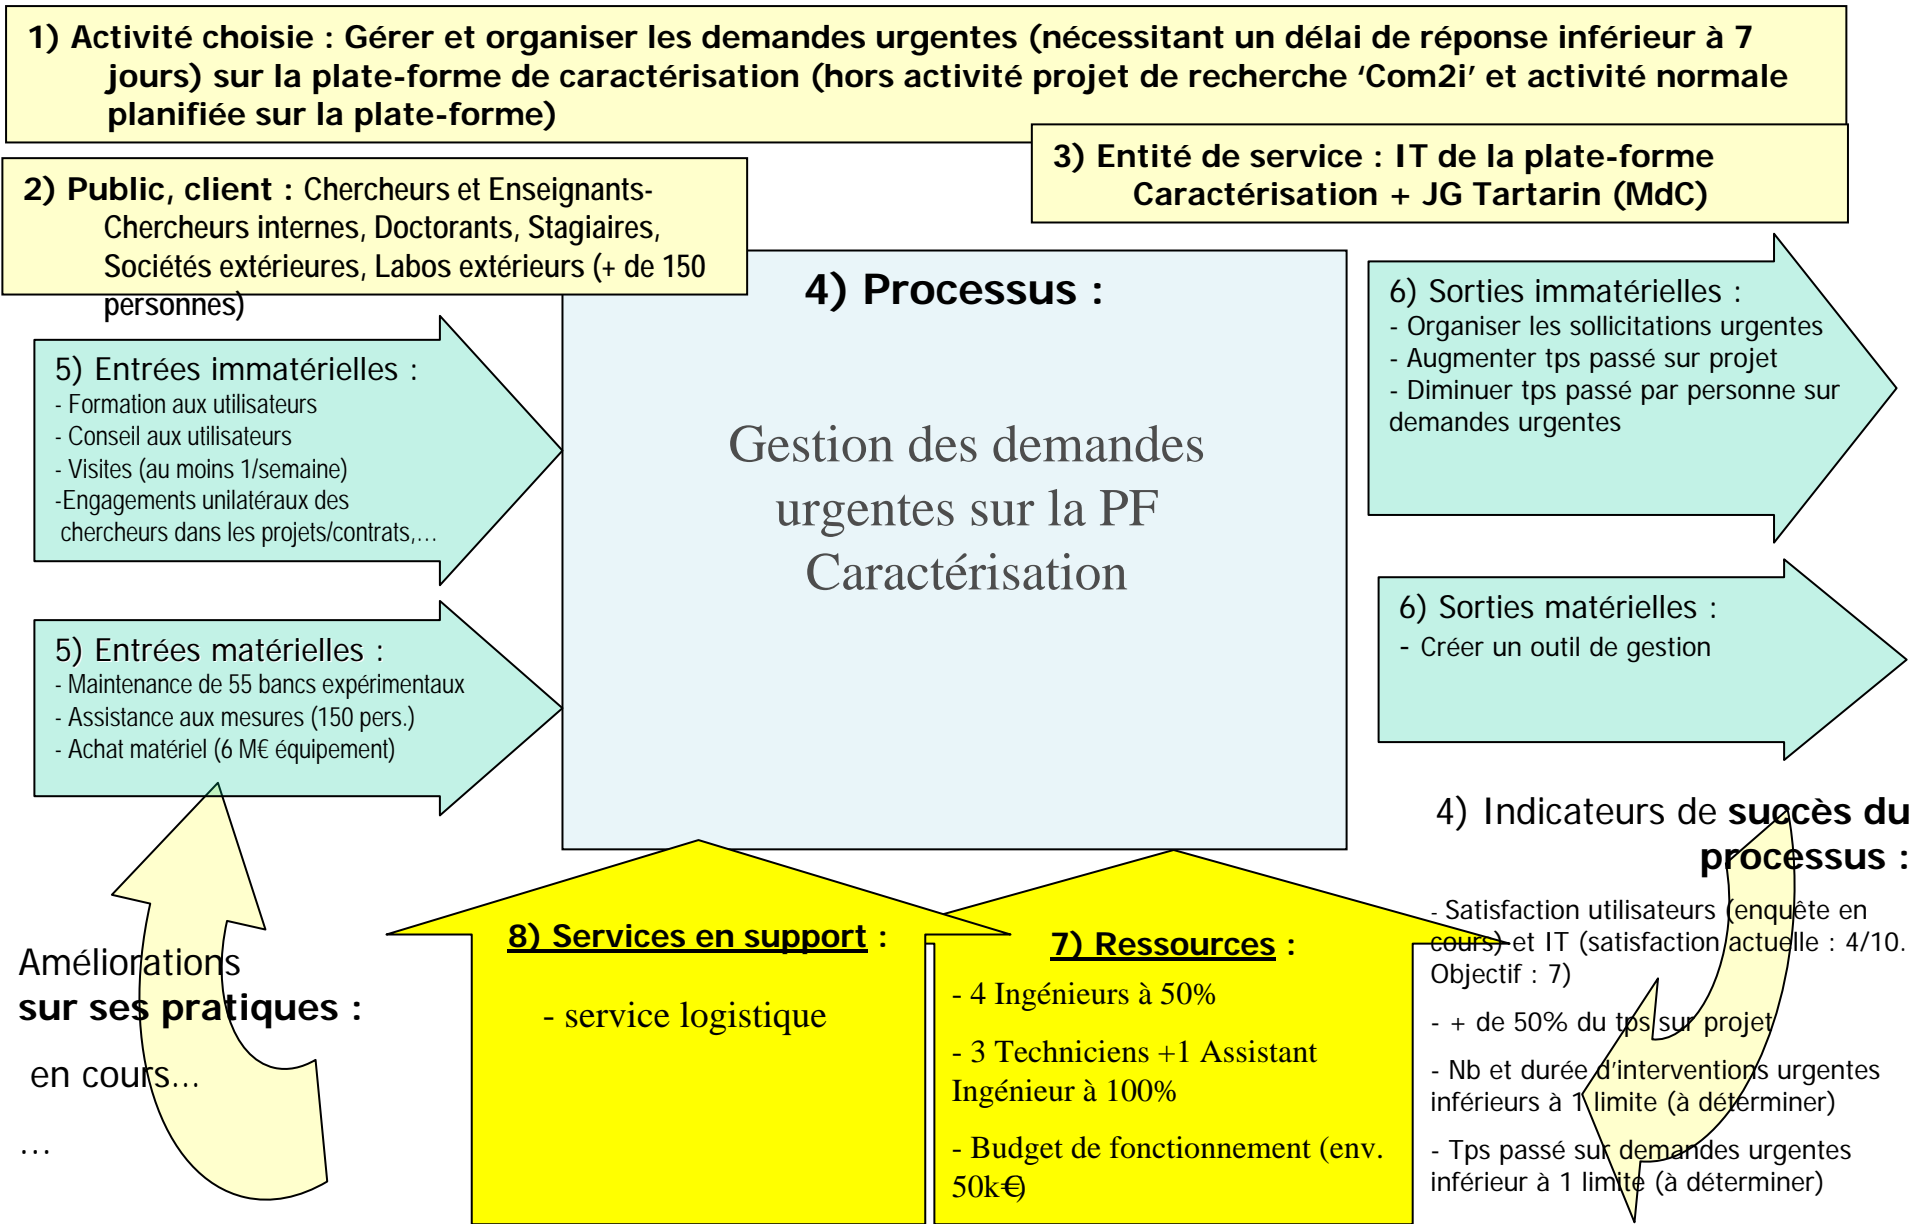 1) Activité choisie : Gérer et organiser les demandes urgentes (nécessitant un délai de réponse inférieur à 7
jours) sur la plate-forme de caractérisation (hors activité projet de recherche ‘Com2i’ et activité normale
planifiée sur la plate-forme)
3) Entité de service : IT de la plate-forme
Caractérisation + JG Tartarin (MdC)
2) Public, client : Chercheurs et Enseignants-
Chercheurs internes, Doctorants, Stagiaires,
Sociétés extérieures, Labos extérieurs (+ de 150
personnes)
4) Processus :
Gestion des demandes
urgentes sur la PF
Caractérisation
5) Entrées immatérielles :
- Formation aux utilisateurs
- Conseil aux utilisateurs
- Visites (au moins 1/semaine)
-Engagements unilatéraux des
chercheurs dans les projets/contrats,...
5) Entrées matérielles :
- Maintenance de 55 bancs expérimentaux
- Assistance aux mesures (150 pers.)
- Achat matériel (6 M€ équipement)
6) Sorties immatérielles :
- Organiser les sollicitations urgentes
- Augmenter tps passé sur projet
- Diminuer tps passé par personne sur
demandes urgentes
6) Sorties matérielles :
- Créer un outil de gestion
4) Indicateurs de succès du
processus :
- Satisfaction utilisateurs (enquête en
cours) et IT (satisfaction actuelle : 4/10.
Objectif : 7)
- + de 50% du tps sur projet
- Nb et durée d’interventions urgentes
inférieurs à 1 limite (à déterminer)
- Tps passé sur demandes urgentes
inférieur à 1 limite (à déterminer)
8) Services en support :
- service logistique
7) Ressources :
- 4 Ingénieurs à 50%
- 3 Techniciens +1 Assistant
Ingénieur à 100%
- Budget de fonctionnement (env.
50k€)
Améliorations
sur ses pratiques :
en cours...
...